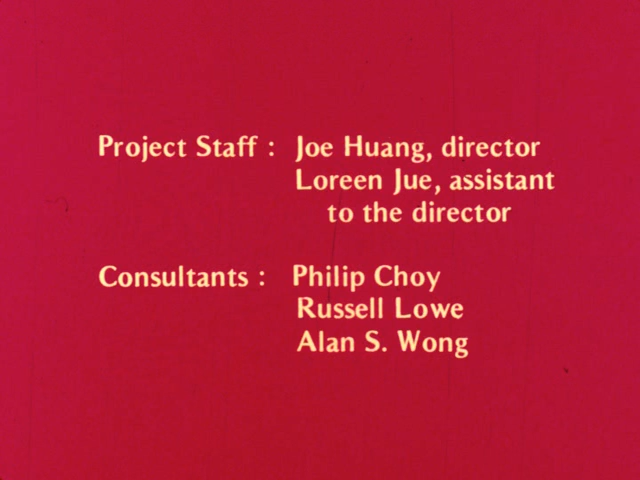 Project Staff : Joe Huang, director
Loreen Jue, assistant
to the director
Consultants : Philip Choy
Russell Lowe
Alan S. Wong